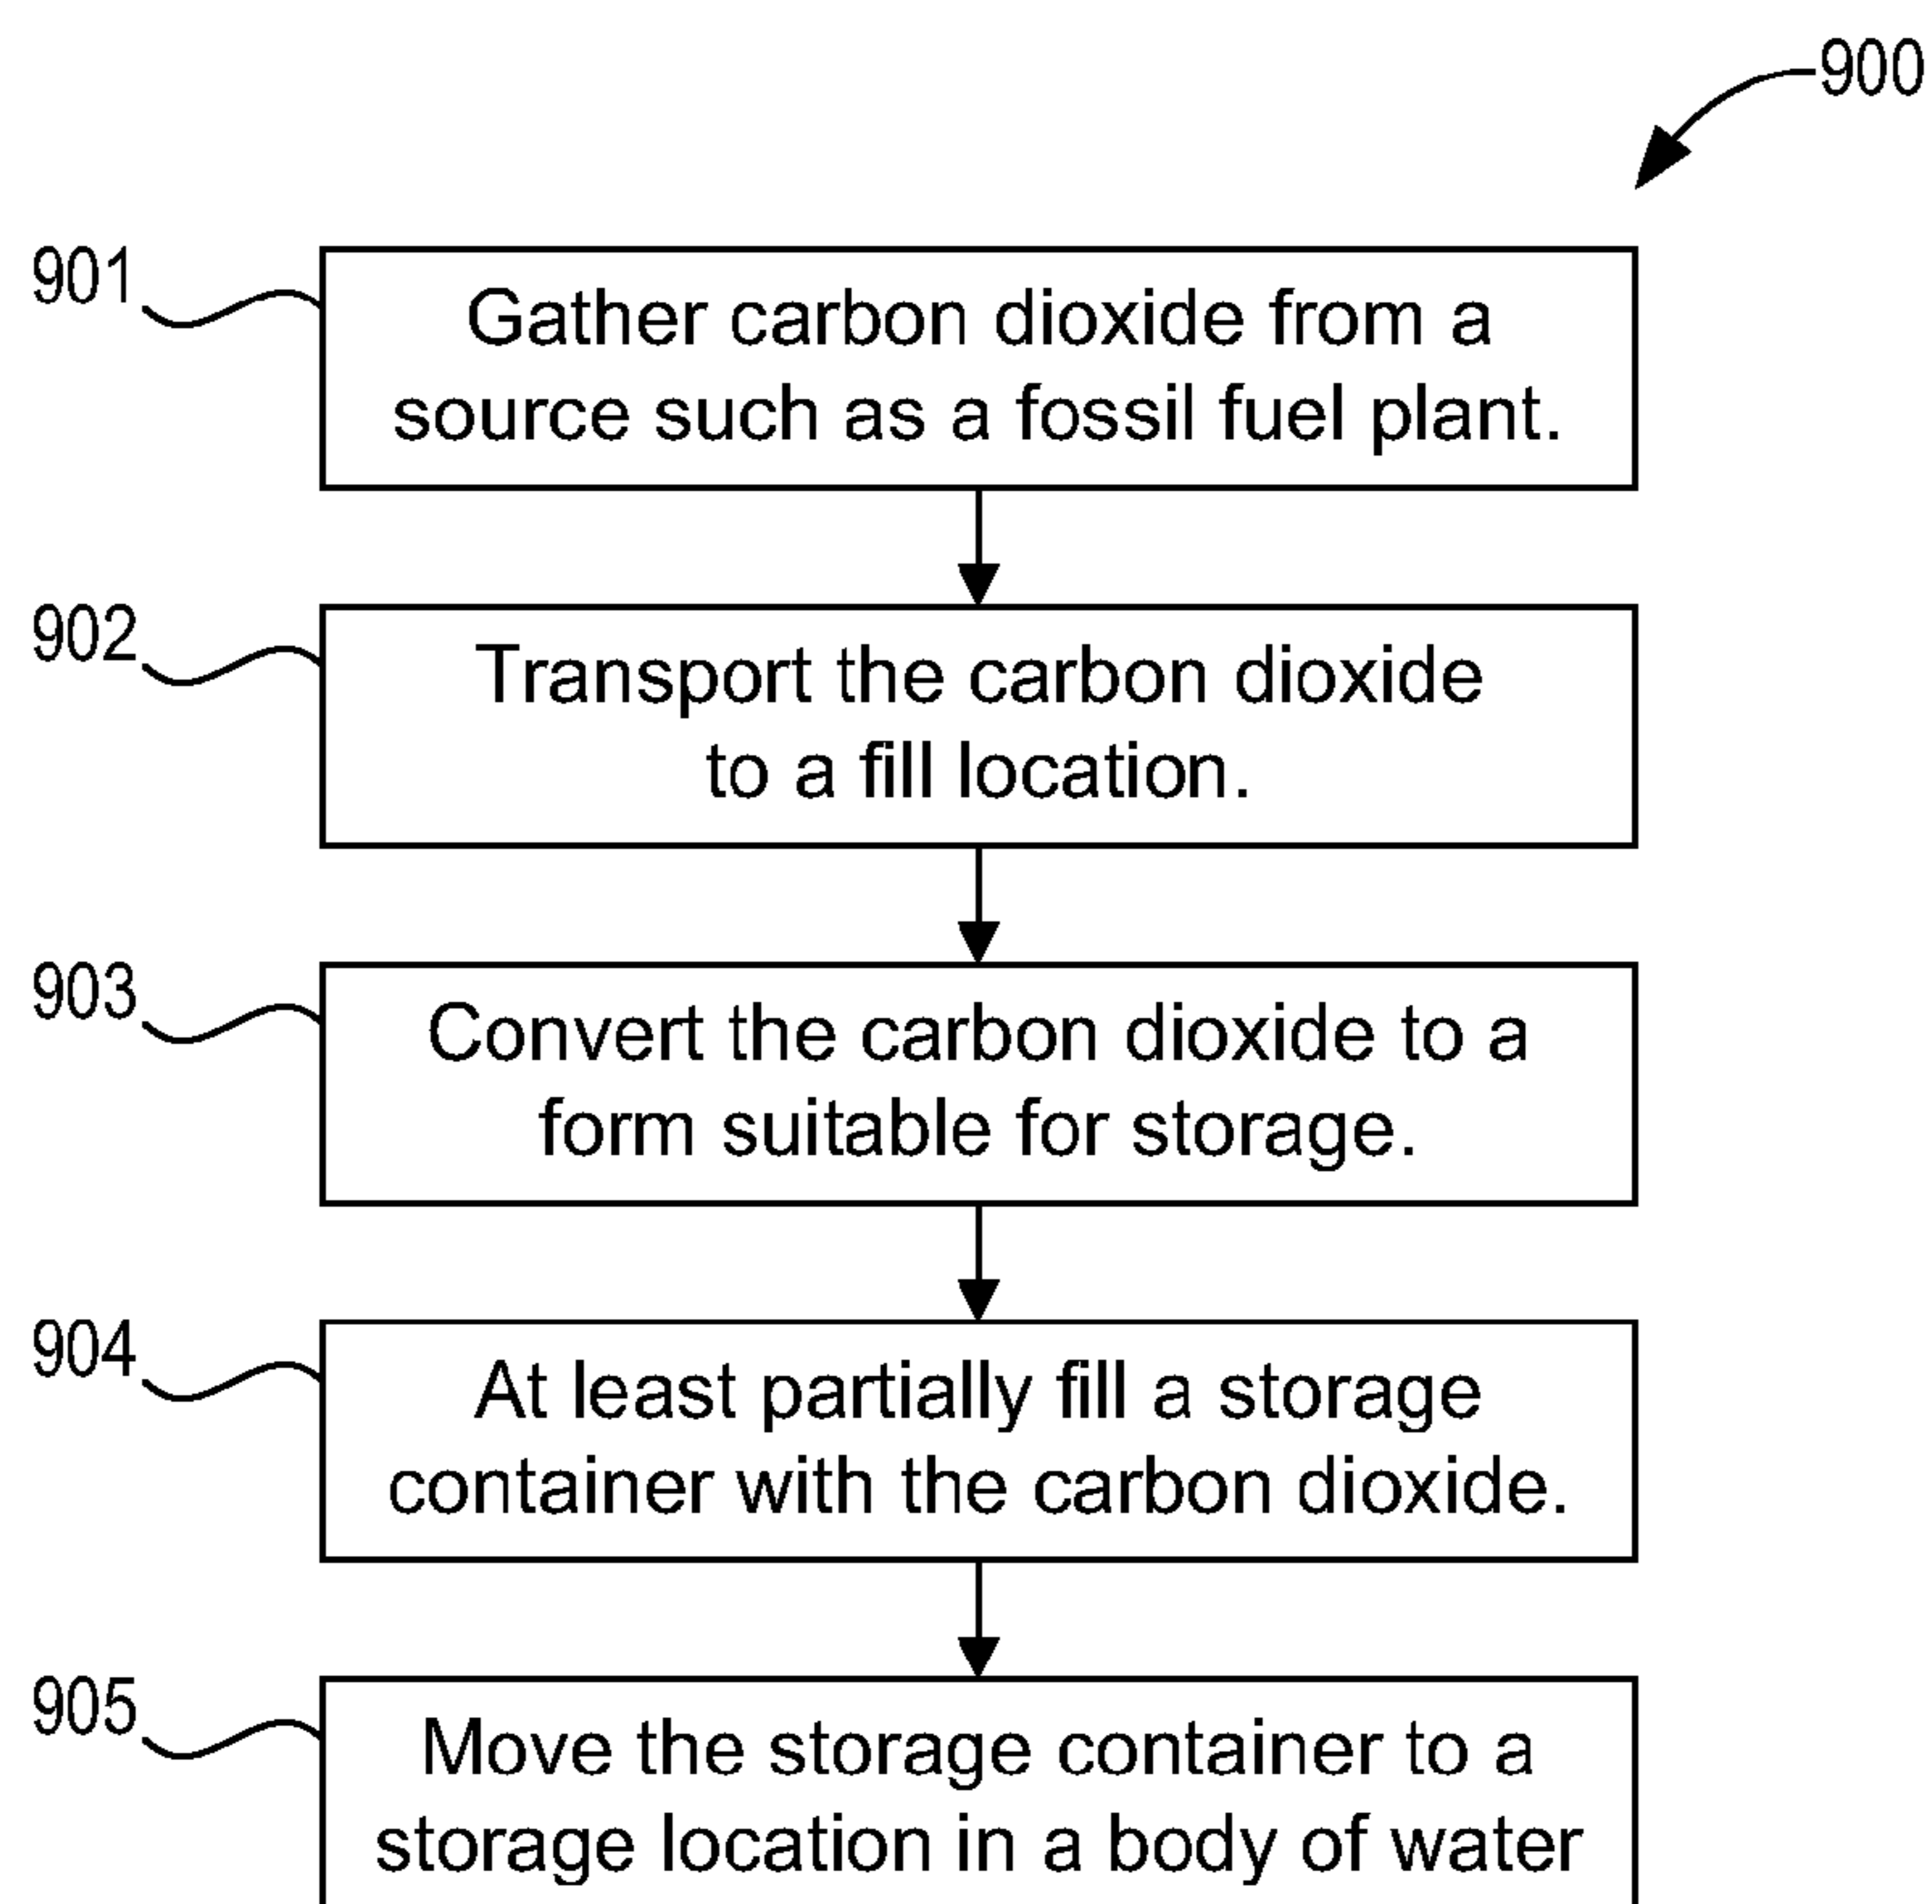 900
901
Gather carbon dioxide from a
source such as a fossil fuel plant.
902
Transport the carbon dioxide
to a fill location.
903
Convert the carbon dioxide to a
form suitable for storage.
904
At least partially fill a storage
container with the carbon dioxide.
905
Move the storage container to a
storage location in a body of water